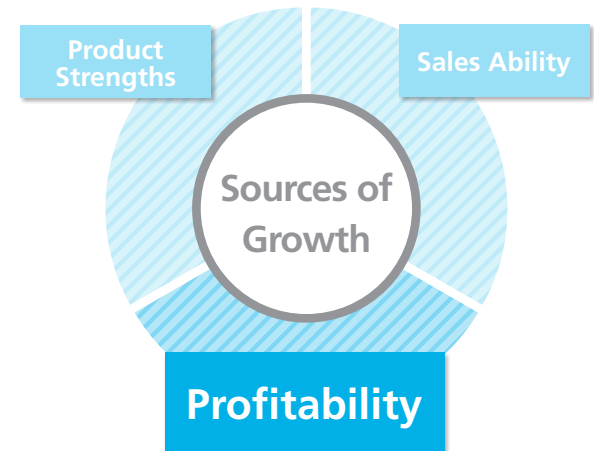 Product
Strengths
Sales Ability
Sources of
Growth
Profitability